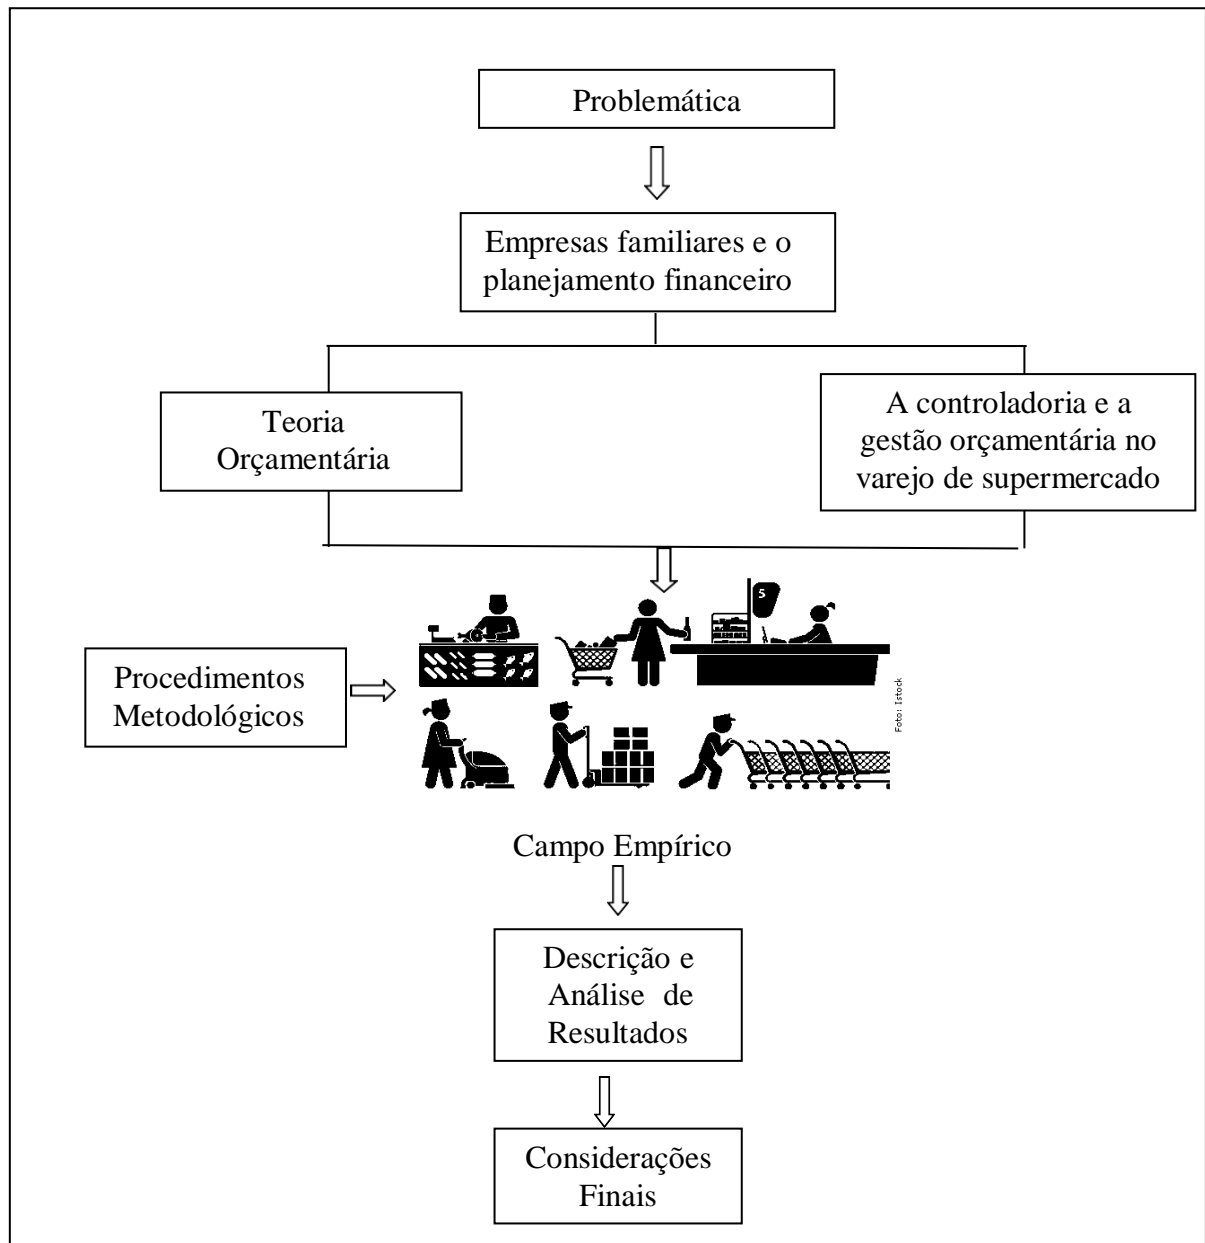 Problemática
Empresas familiares e o
planejamento financeiro
Teoria
Orçamentária
A controladoria e a
gestão orçamentária no
varejo de supermercado
5
Procedimentos
Metodológicos
Foto: Istock
Campo Empírico
Descrição e
Análise de
Resultados
Considerações
Finais